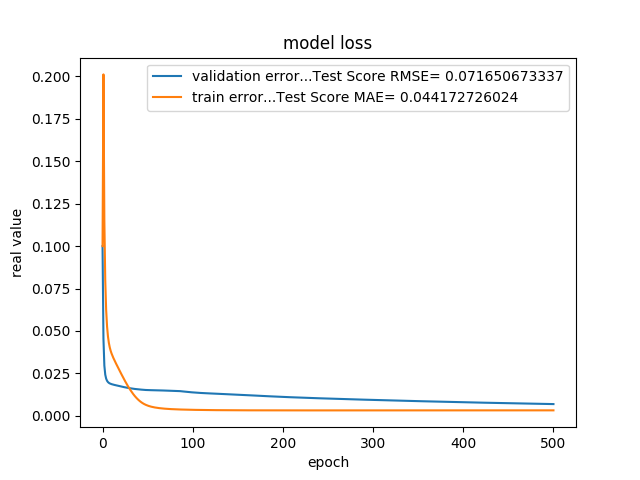 model loss
validation error...Test Score RMSE= 0.071650673337
train error...Test Score MAE= 0.044172726024
real value
0.200
0.175
0.150
0.125
0.100
0.075
0.050
0.025
0.000
0 100 200 300 400 500
epoch